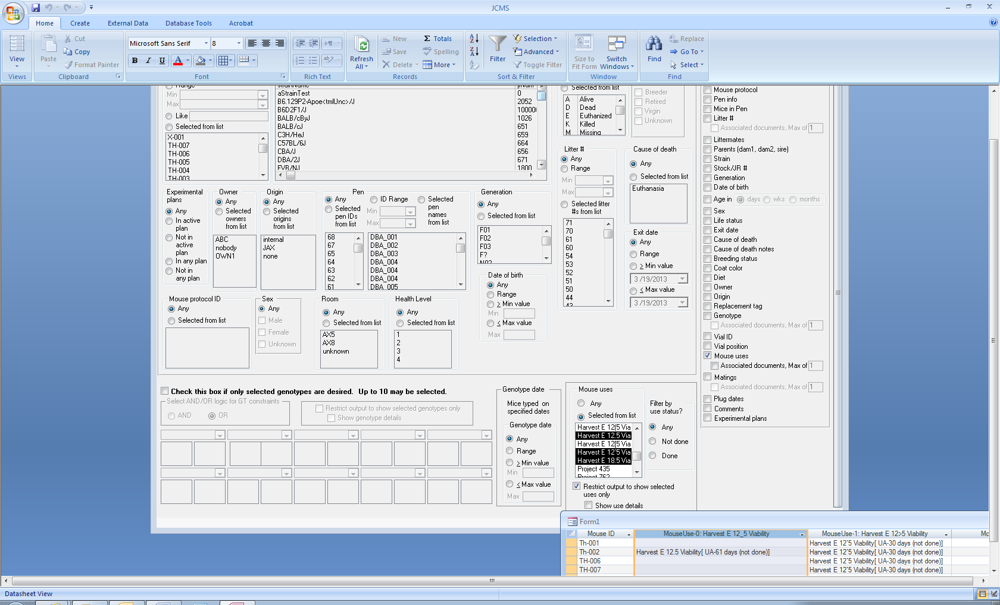 JCMS
Home Create External Data Database Tools Acrobat
View
Views
Paste
Cut
Copy
Format Painter
Clipboard
Microsoft Sans Serif 8
B I U A
Font
Rich Text
Refresh All
New
Save
Delete
Σ Totals
Spelling
More
Records
Filter
Selection
Advanced
Toggle Filter
Sort & Filter
Size to Fit Form
Switch Windows
Window
Find
Replace
Go To
Select
Find
Range
Min
Max
Like
Selected from list
X-001
TH-007
TH-006
TH-005
TH-004
TH-003
aStrainTest 0
B6.129P2-Apoe<tmlUnc>/J 2052
B6D2F1/J 10000
BALB/cByJ 1026
BALB/cJ 651
C3H/HeJ 659
C57BL/6J 664
CBA/J 656
DBA/2J 671
FVB/NJ 1800
Selected from list
A Alive
D Dead
E Euthanized
K Killed
M Missing
Breeder
Retired
Virgin
Unknown
Litter #
Any
Range
Min
Max
Selected litter
#s from list
71
70
61
60
54
53
52
51
50
44
43
Cause of death
Any
Selected from list
Euthanasia
Exit date
Any
Range
> Min value
3 /19/2013
< Max value
3 /19/2013
Experimental
plans
Any
In active
plan
Not in
active
plan
In any plan
Not in
any plan
Owner
Any
Selected
owners
from list
ABC
nobody
OWN1
Origin
Any
Selected
origins
from list
internal
JAX
none
Pen
Any
Selected
pen IDs
from list
ID Range
Min
Max
Selected
pen
names
from list
68
67
65
64
63
62
61
DBA_001
DBA_002
DBA_003
DBA_004
DBA_004
DBA_004
DBA_005
Generation
Any
Selected from list
F01
F02
F03
F?
N02
Date of birth
Any
Range
> Min value
Min
< Max value
Max
Mouse protocol ID
Any
Selected from list
Sex
Any
Male
Female
Unknown
Room
Any
Selected from list
AX5
AX8
unknown
Health Level
Any
Selected from list
1
2
3
4
Mouse protocol
Pen info
Mice in Pen
Litter #
Associated documents, Max of 1
Littermates
Parents (dam1, dam2, sire)
Strain
Stock/JR #
Generation
Date of birth
Age in days wks months
Sex
Life status
Exit date
Cause of death
Cause of death notes
Breeding status
Coat color
Diet
Owner
Origin
Replacement tag
Genotype
Associated documents, Max of 1
Vial ID
Vial position
Mouse uses
Associated documents, Max of 1
Matings
Associated documents, Max of 1
Plug dates
Comments
Experimental plans
Check this box if only selected genotypes are desired. Up to 10 may be selected.
Select AND/OR logic for GT constraints
AND OR
Restrict output to show selected genotypes only
Show genotype details
Genotype date
Mice typed on
specified dates
Genotype date
Any
Range
> Min value
Min
< Max value
Max
Mouse uses
Any
Selected from list
Harvest E 12(5 Via
Harvest E 12.5 Via
Harvest E 12[5 Via
Harvest E 12`5 Via
Harvest E 18.5 Via
Project 435
Project 762
Filter by
use status?
Any
Not done
Done
Restrict output to show selected
uses only
Show use details
Form1
Mouse ID MouseUse-0: Harvest E 12_5 Viability MouseUse-1: Harvest E 12>5 Viability Mo
Th-001 Harvest E 12`5 Viability[ UA-30 days (not done)]
Th-002 Harvest E 12.5 Viability[ UA-61 days (not done)] Harvest E 12`5 Viability[ UA-30 days (not done)]
TH-006 Harvest E 12`5 Viability[ UA-30 days (not done)]
TH-007 Harvest E 12`5 Viability[ UA-30 days (not done)]
Datasheet View